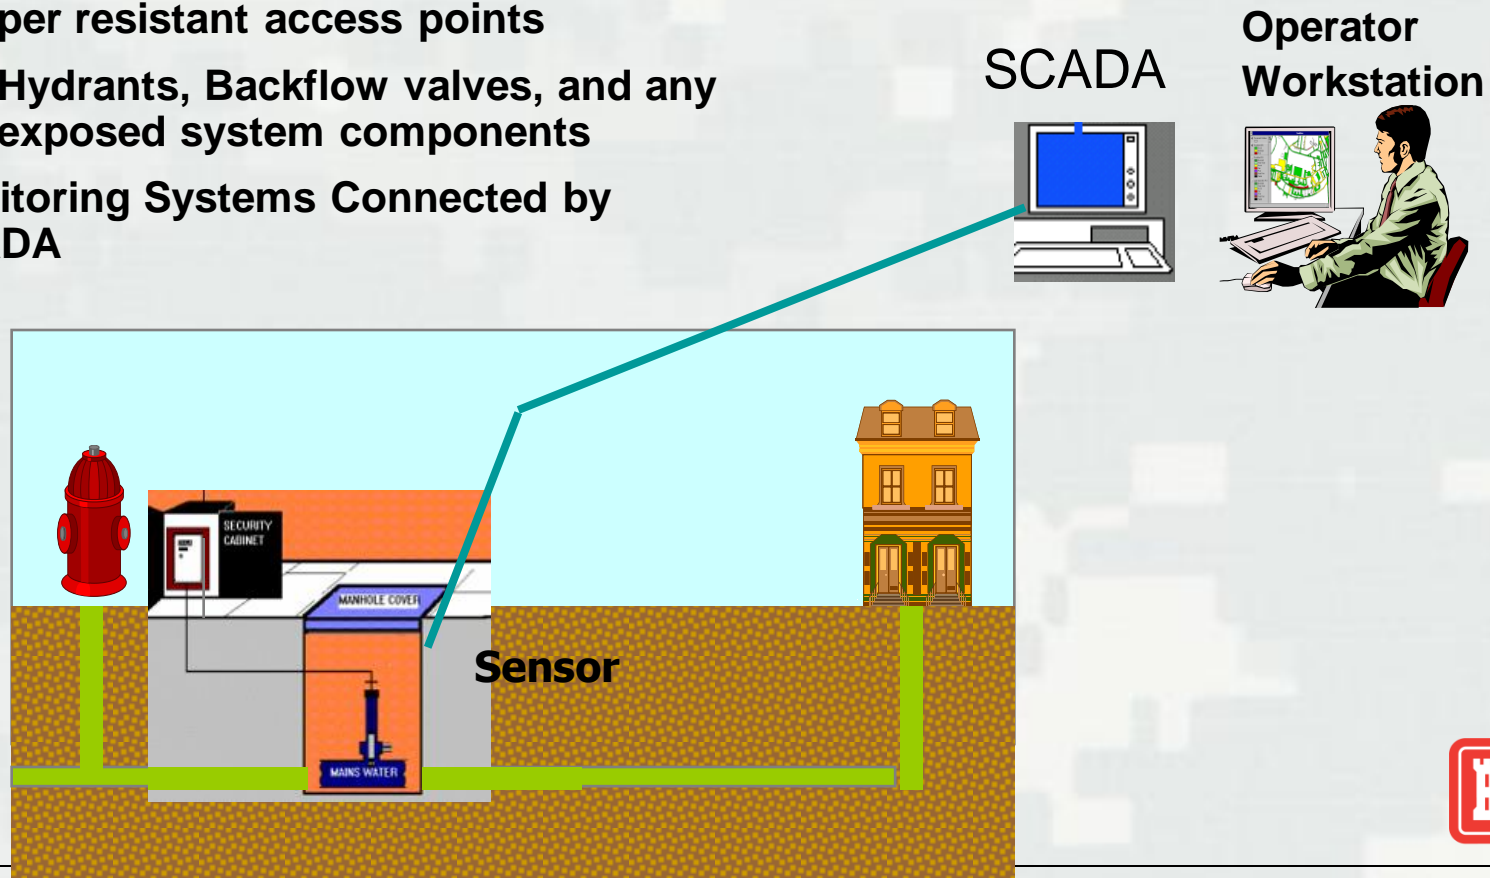 per resistant access points
Hydrants, Backflow valves, and any
exposed system components
itoring Systems Connected by
DA
SCADA
Operator
Workstation
SECURITY
CABINET
MANHOLE COVER
Sensor
MAINS WATER